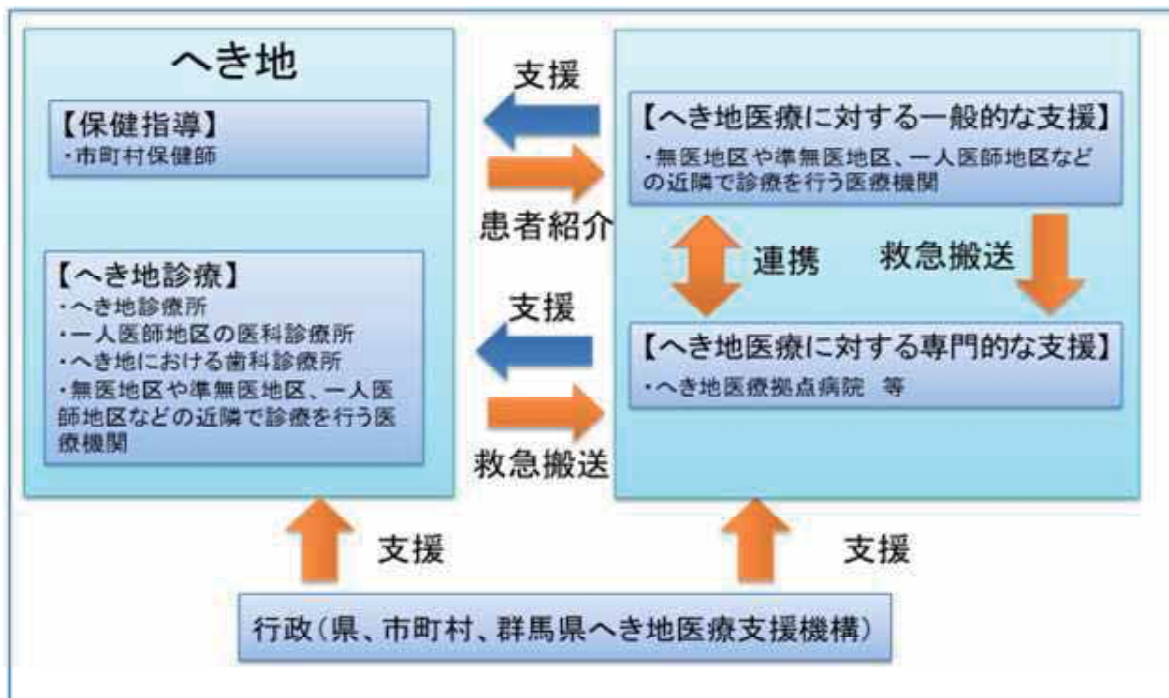 へき地
【保健指導】
・市町村保健師
【へき地診療】
・へき地診療所
・一人医師地区の医科診療所
・へき地における歯科診療所
・無医地区や準無医地区、一人医
師地区などの近隣で診療を行う医
療機関
支援
患者紹介
支援
救急搬送
【へき地医療に対する一般的な支援】
・無医地区や準無医地区、一人医師地区など
の近隣で診療を行う医療機関
連携
救急搬送
【へき地医療に対する専門的な支援】
・へき地医療拠点病院 等
支援
支援
行政(県、市町村、群馬県へき地医療支援機構)